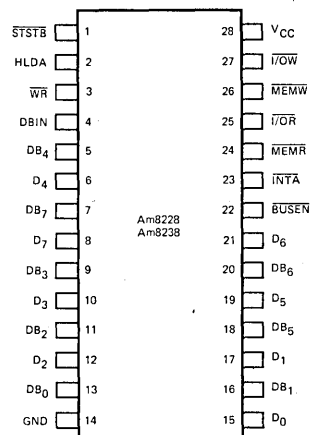 STSTB 1 28 VCC
HLDA 2 27 I/OW
WR 3 26 MEMW
DBIN 4 25 I/OR
DB4 5 24 MEMR
D4 6 23 INTA
DB7 7 22 BUSEN
Am8228
Am8238
D7 8 21 D6
DB3 9 20 DB6
D3 10 19 D5
DB2 11 18 DB5
D2 12 17 D1
DB0 13 16 DB1
GND 14 15 D0